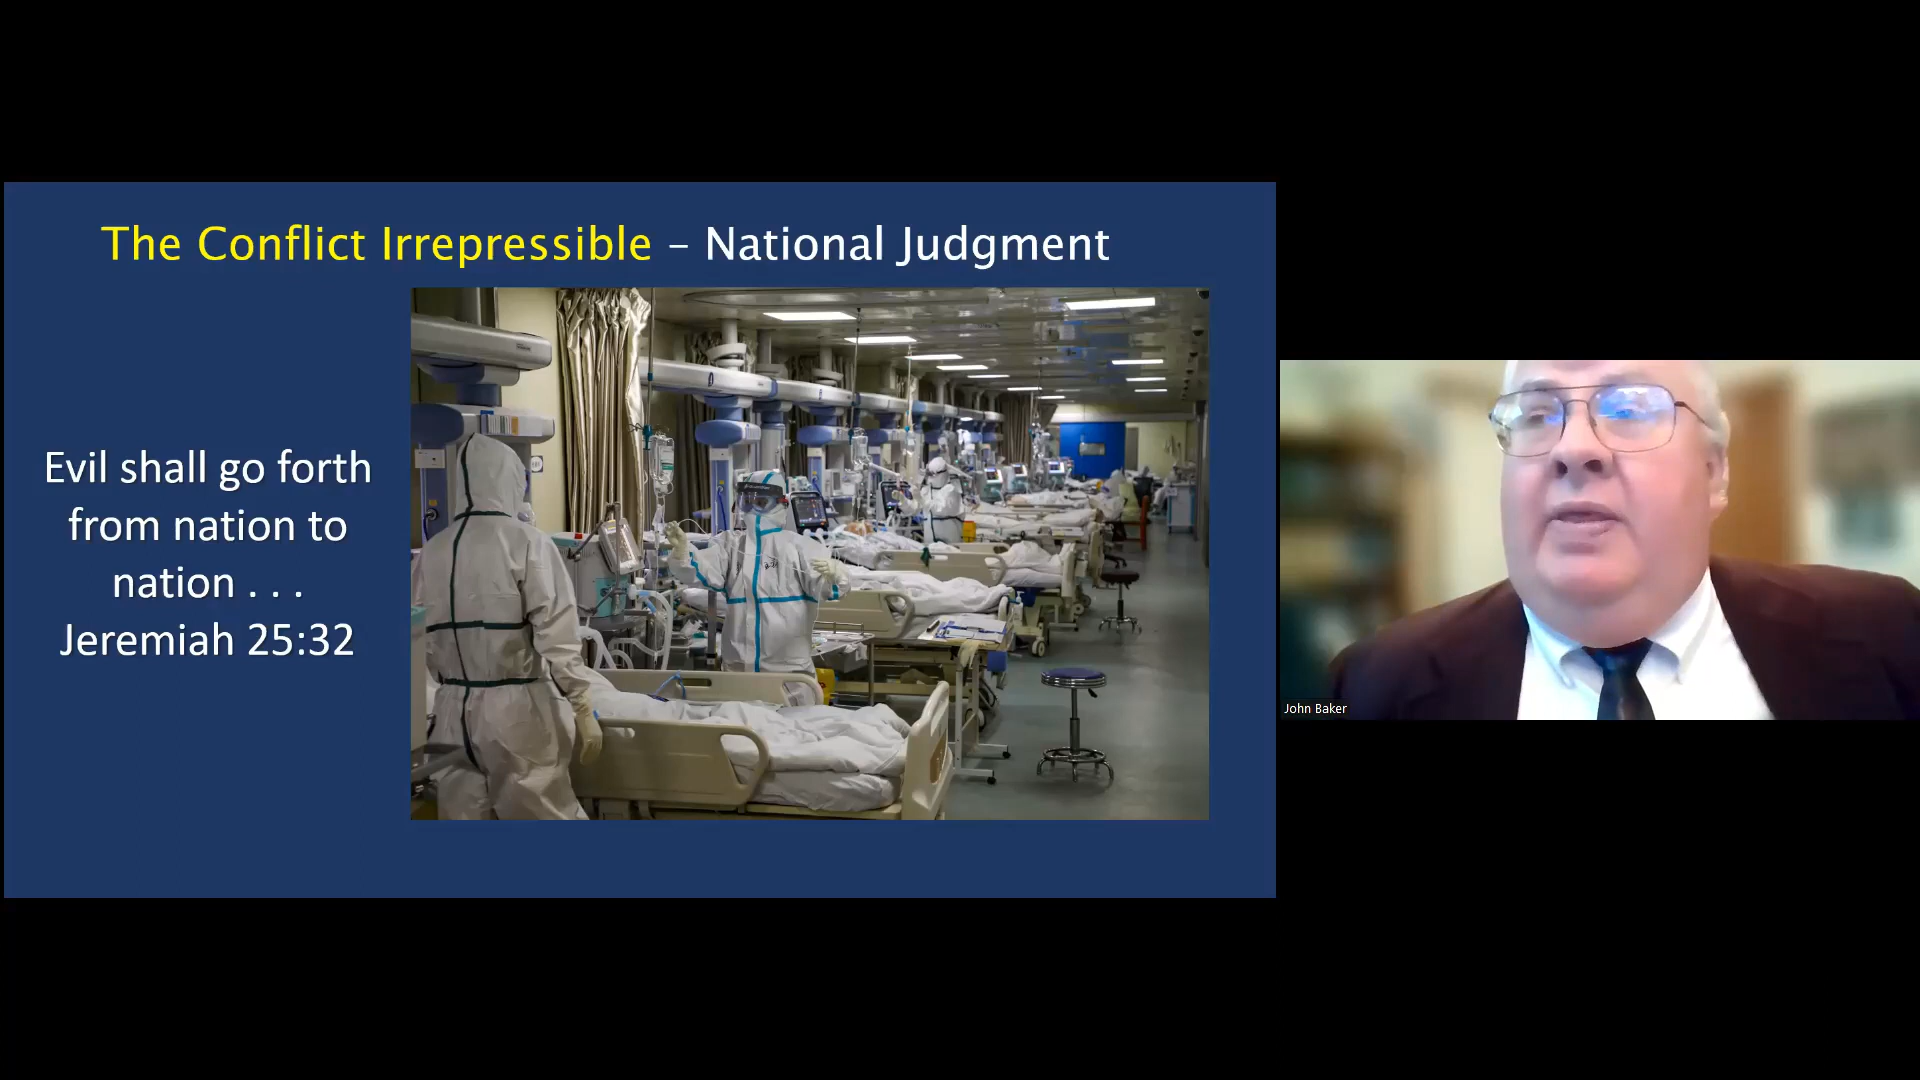 The Conflict Irrepressible – National Judgment
Evil shall go forth
from nation to
nation . . .
Jeremiah 25:32
John Baker